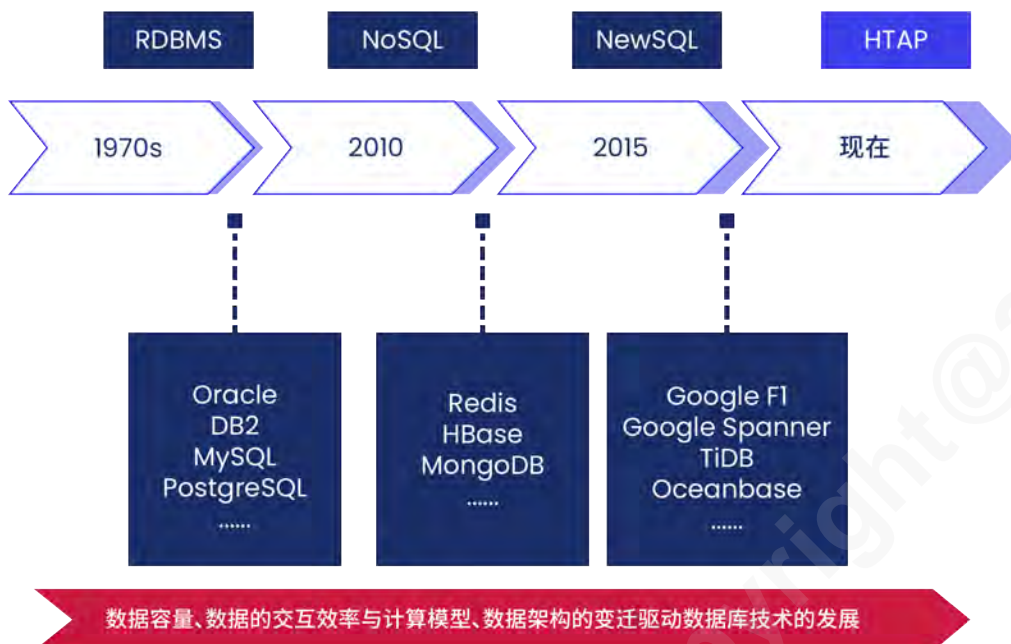 RDBMS
NoSQL
NewSQL
HTAP
1970s
2010
2015
现在
Oracle
DB2
MySQL
PostgreSQL
......
Redis
HBase
MongoDB
......
Google F1
Google Spanner
TiDB
Oceanbase
......
数据容量、数据的交互效率与计算模型、数据架构的变迁驱动数据库技术的发展